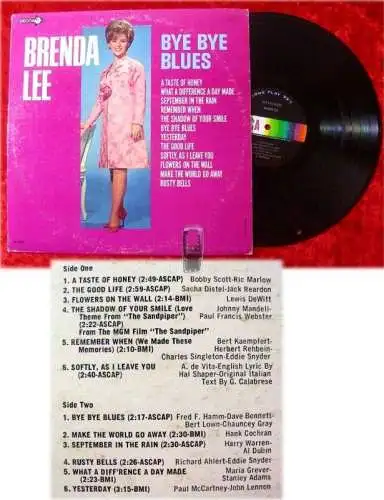 DECCA
BRENDA
LEE
BYE BYE
BLUES
A TASTE OF HONEY
WHAT A DIFFERENCE A DAY MADE
SEPTEMBER IN THE RAIN
REMEMBER WHEN
THE SHADOW OF YOUR SMILE
BYE BYE BLUES
YESTERDAY
THE GOOD LIFE
SOFTLY, AS I LEAVE YOU
FLOWERS ON THE WALL
MAKE THE WORLD GO AWAY
RUSTY BELLS
Side One
1. A TASTE OF HONEY (2:49-ASCAP) Bobby Scott-Ric Marlow
2. THE GOOD LIFE (2:59-ASCAP) Sacha Distel-Jack Reardon
3. FLOWERS ON THE WALL (2:14-BMI) Lewis DeWitt
4. THE SHADOW OF YOUR SMILE (Love Johnny Mandel-
Theme From "The Sandpiper") Paul Francis Webster
(2:22-ASCAP)
From The MGM Film "The Sandpiper"
5. REMEMBER WHEN (We Made These Bert Kaempfert-
Memories) (2:10-BMI) Herbert Rehbein-
Charles Singleton-Eddie Snyder
6. SOFTLY, AS I LEAVE YOU A. de Vita-English Lyric By
(2:40-ASCAP) Hal Shaper-Original Italian
Text By G. Calabrese
Side Two
1. BYE BYE BLUES (2:17-ASCAP) Fred F. Hamm-Dave Bennett-
Bert Lown-Chauncey Gray
2. MAKE THE WORLD GO AWAY (2:30-BMI) Hank Cochran
3. SEPTEMBER IN THE RAIN (2:30-ASCAP) Harry Warren-
Al Dubin
4. RUSTY BELLS (2:26-ASCAP) Richard Ahlert-Eddie Snyder
5. WHAT A DIFF'RENCE A DAY MADE Maria Grever-
(2:23-BMI) Stanley Adams
6. YESTERDAY (3:15-BMI) Paul McCartney-John Lennon